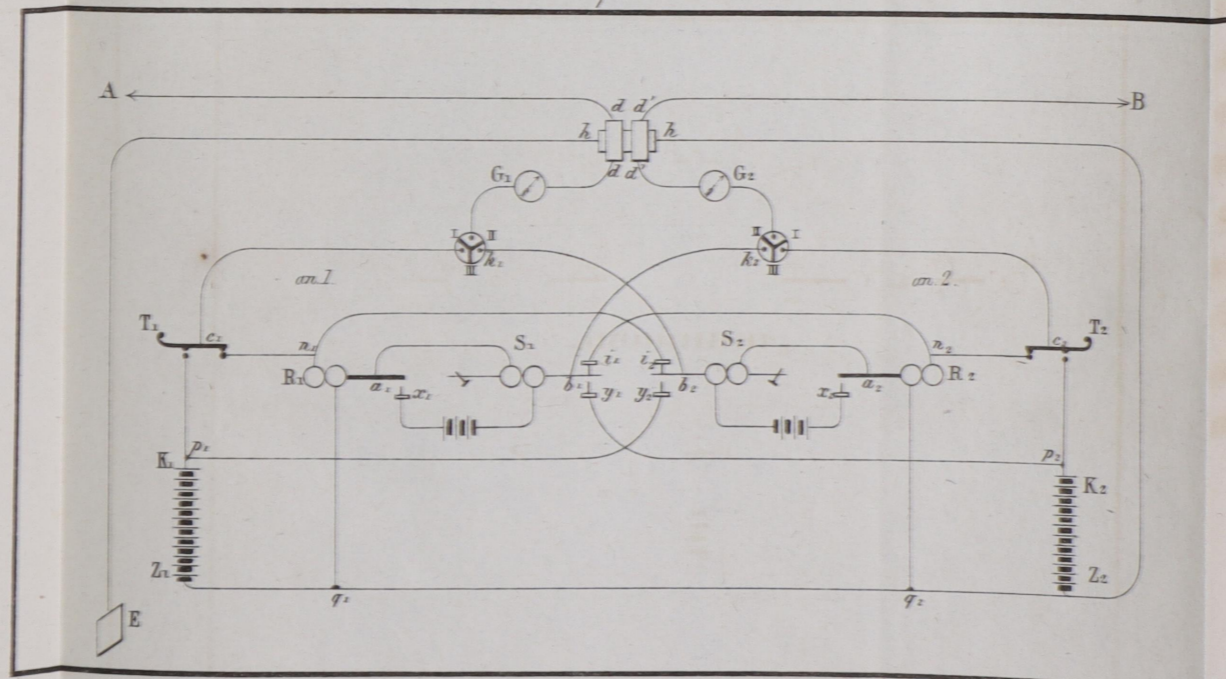 A d d' B
h h
d d'
G₁ G₂
I II II I
k₁ k₂
III III
an. 1. an. 2.
T₁ T₂
c₁ c₂
n₁ S₁ S₂ n₂
i₁ i₂
R₁ a₁ x₁ b₁ b₂ x₂ a₂ R₂
y₁ y₂
p₁ p₂
K₁ K₂
Z₁ Z₂
q₁ q₂
E